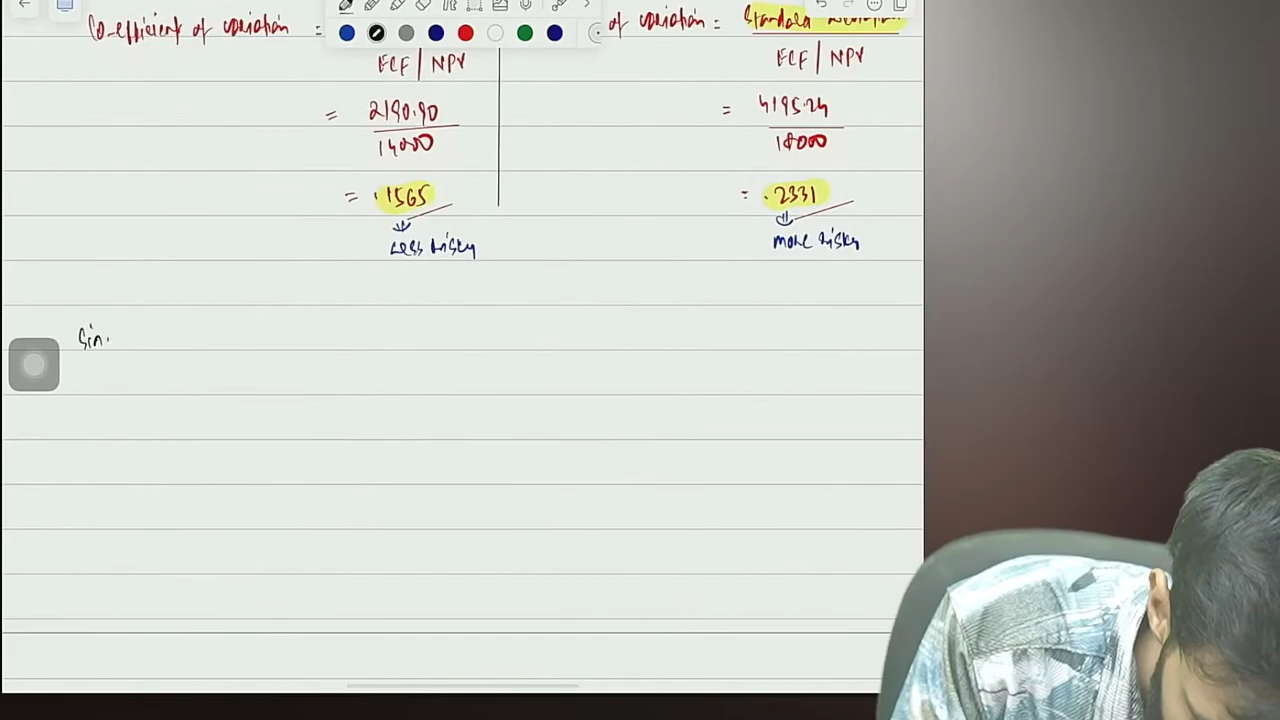 Co-efficient of variation =
ECF / NPV
= 2190.90
14000
= .1565
Less risky
of variation = Standard Deviation
ECF / NPV
= 4195.24
18000
= .2331
more risky
Sin.